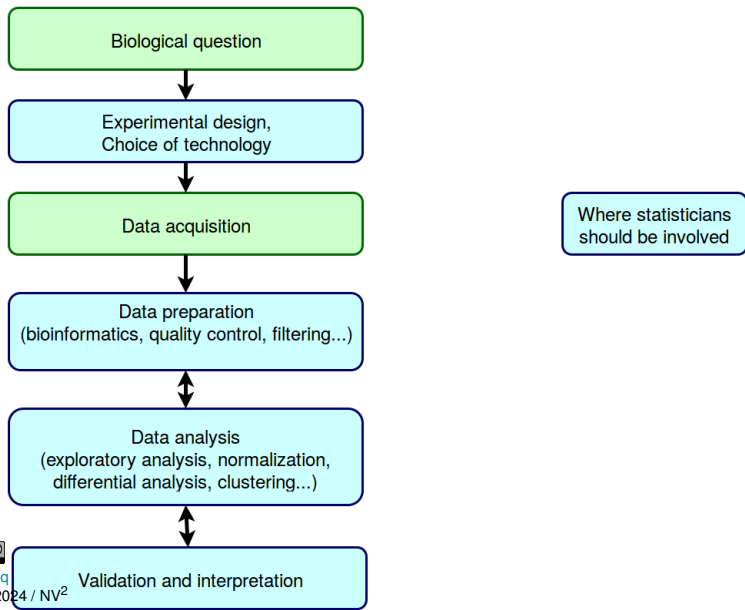 Biological question
Experimental design,
Choice of technology
Data acquisition
Where statisticians
should be involved
Data preparation
(bioinformatics, quality control, filtering...)
Data analysis
(exploratory analysis, normalization,
differential analysis, clustering...)
Validation and interpretation
q
2024 / NV²